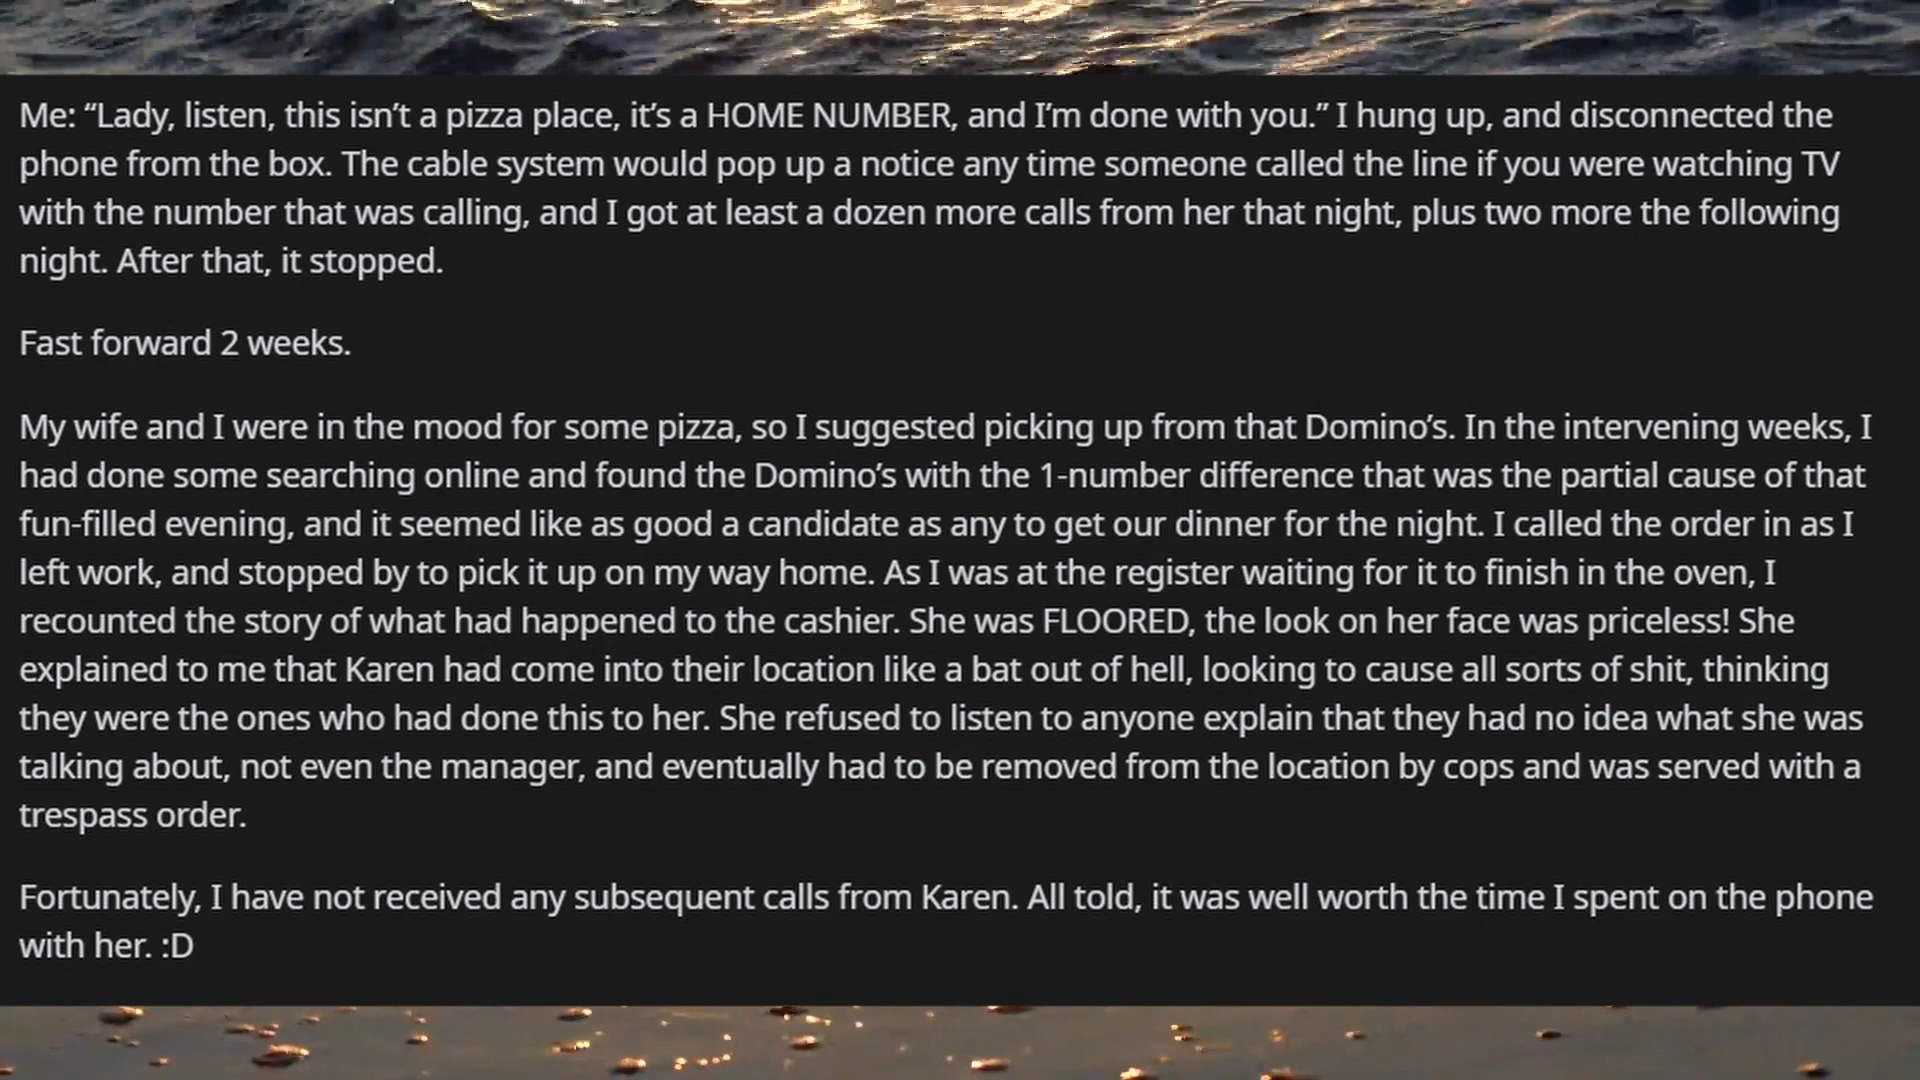 Me: “Lady, listen, this isn’t a pizza place, it’s a HOME NUMBER, and I’m done with you.” I hung up, and disconnected the
phone from the box. The cable system would pop up a notice any time someone called the line if you were watching TV
with the number that was calling, and I got at least a dozen more calls from her that night, plus two more the following
night. After that, it stopped.
Fast forward 2 weeks.
My wife and I were in the mood for some pizza, so I suggested picking up from that Domino’s. In the intervening weeks, I
had done some searching online and found the Domino’s with the 1-number difference that was the partial cause of that
fun-filled evening, and it seemed like as good a candidate as any to get our dinner for the night. I called the order in as I
left work, and stopped by to pick it up on my way home. As I was at the register waiting for it to finish in the oven, I
recounted the story of what had happened to the cashier. She was FLOORED, the look on her face was priceless! She
explained to me that Karen had come into their location like a bat out of hell, looking to cause all sorts of shit, thinking
they were the ones who had done this to her. She refused to listen to anyone explain that they had no idea what she was
talking about, not even the manager, and eventually had to be removed from the location by cops and was served with a
trespass order.
Fortunately, I have not received any subsequent calls from Karen. All told, it was well worth the time I spent on the phone
with her. :D